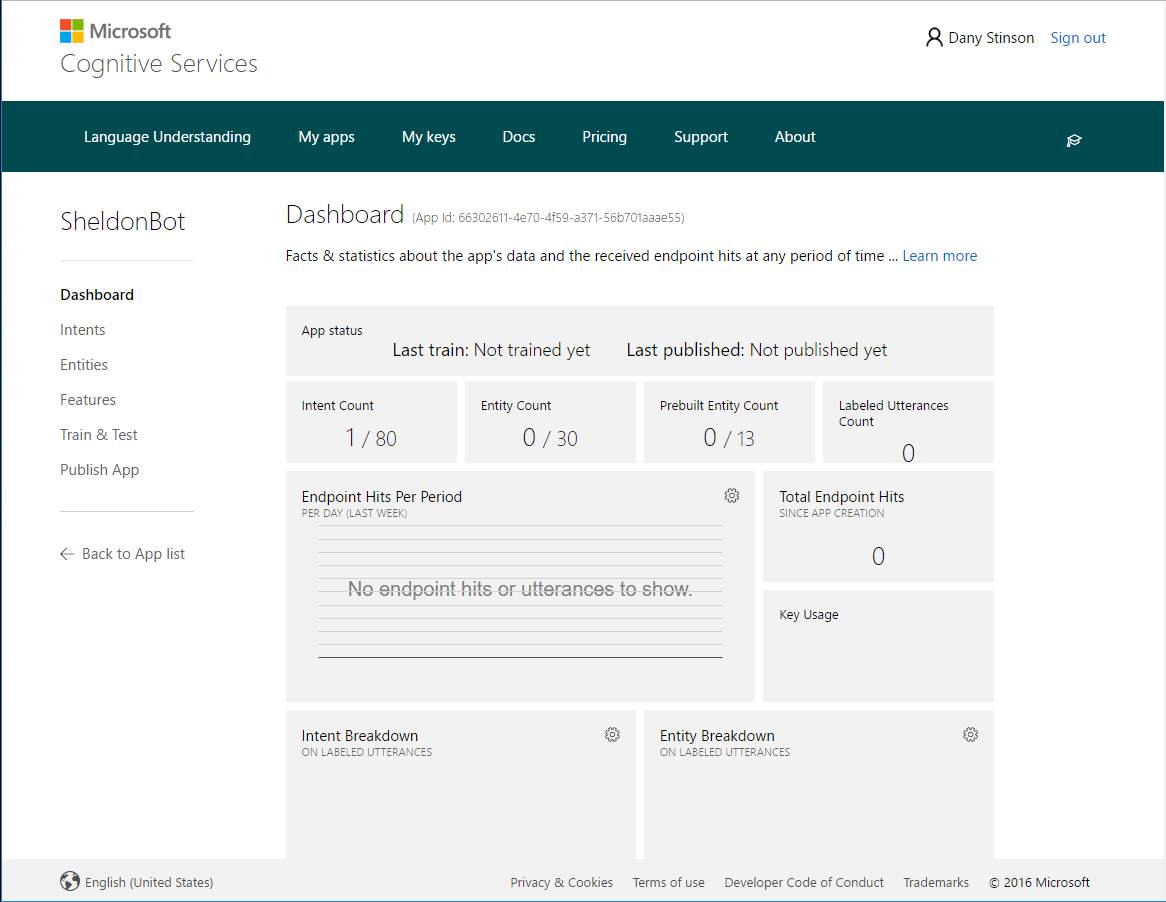 Microsoft
Cognitive Services
Dany Stinson Sign out
Language Understanding My apps My keys Docs Pricing Support About
SheldonBot
Dashboard
Intents
Entities
Features
Train & Test
Publish App
Back to App list
Dashboard (App Id: 66302611-4e70-4f59-a371-56b701aaae55)
Facts & statistics about the app's data and the received endpoint hits at any period of time ... Learn more
App status
Last train: Not trained yet Last published: Not published yet
Intent Count
1 / 80
Entity Count
0 / 30
Prebuilt Entity Count
0 / 13
Labeled Utterances
Count
0
Endpoint Hits Per Period
PER DAY (LAST WEEK)
No endpoint hits or utterances to show.
Total Endpoint Hits
SINCE APP CREATION
0
Key Usage
Intent Breakdown
ON LABELED UTTERANCES
Entity Breakdown
ON LABELED UTTERANCES
English (United States) Privacy & Cookies Terms of use Developer Code of Conduct Trademarks © 2016 Microsoft